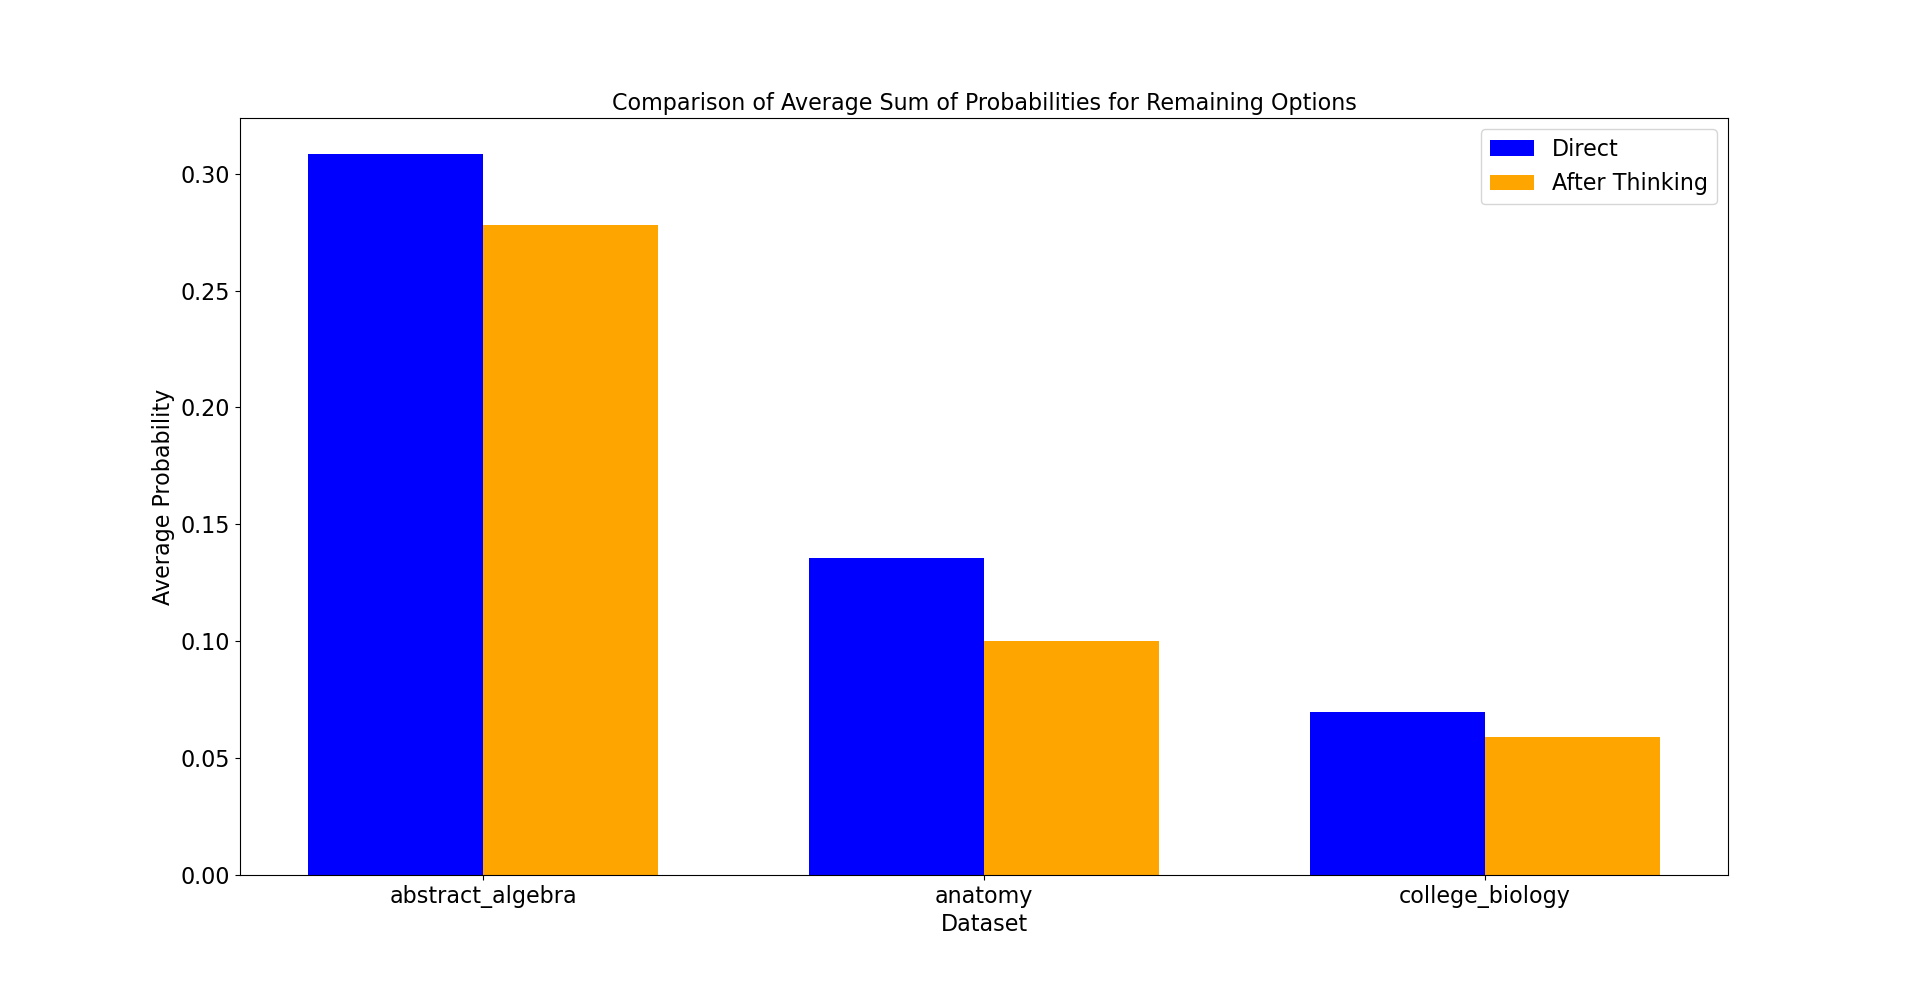 Comparison of Average Sum of Probabilities for Remaining Options
Direct
After Thinking
Average Probability
0.30
0.25
0.20
0.15
0.10
0.05
0.00
abstract_algebra
anatomy
college_biology
Dataset